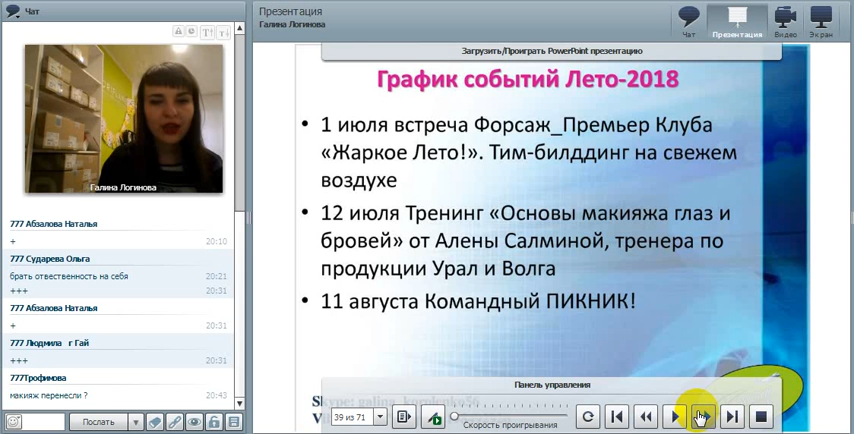 Чат
Галина Логинова
777 Абзалова Наталья
+
20:10
777 Сударева Ольга
брать отвественность на себя
20:21
+++
20:31
777 Абзалова Наталья
+
20:31
777 Людмила г Гай
+++
20:31
777Трофимова
макияж перенесли ?
20:43
Послать
Презентация
Галина Логинова
Чат
Презентация
Видео
Экран
Загрузить/Проиграть PowerPoint презентацию
График событий Лето-2018
• 1 июля встреча Форсаж_Премьер Клуба
«Жаркое Лето!». Тим-билддинг на свежем
воздухе
• 12 июля Тренинг «Основы макияжа глаз и
бровей» от Алены Салминой, тренера по
продукции Урал и Волга
• 11 августа Командный ПИКНИК!
Панель управления
39 из 71
Скорость проигрывания